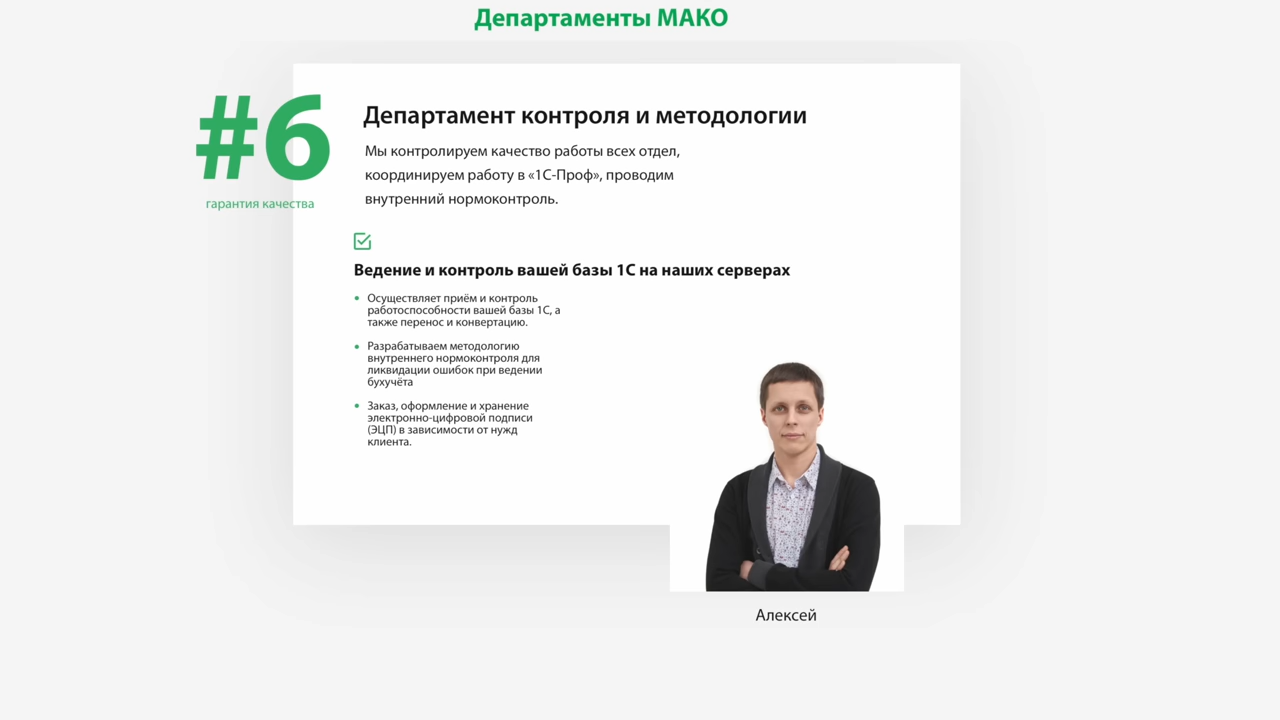 Департаменты МАКО
#6
гарантия качества
Департамент контроля и методологии
Мы контролируем качество работы всех отдел,
координируем работу в «1С-Проф», проводим
внутренний нормоконтроль.
Ведение и контроль вашей базы 1С на наших серверах
Осуществляет приём и контроль
работоспособности вашей базы 1С, а
также перенос и конвертацию.
Разрабатываем методологию
внутреннего нормоконтроля для
ликвидации ошибок при ведении
бухучёта
Заказ, оформление и хранение
электронно-цифровой подписи
(ЭЦП) в зависимости от нужд
клиента.
Алексей